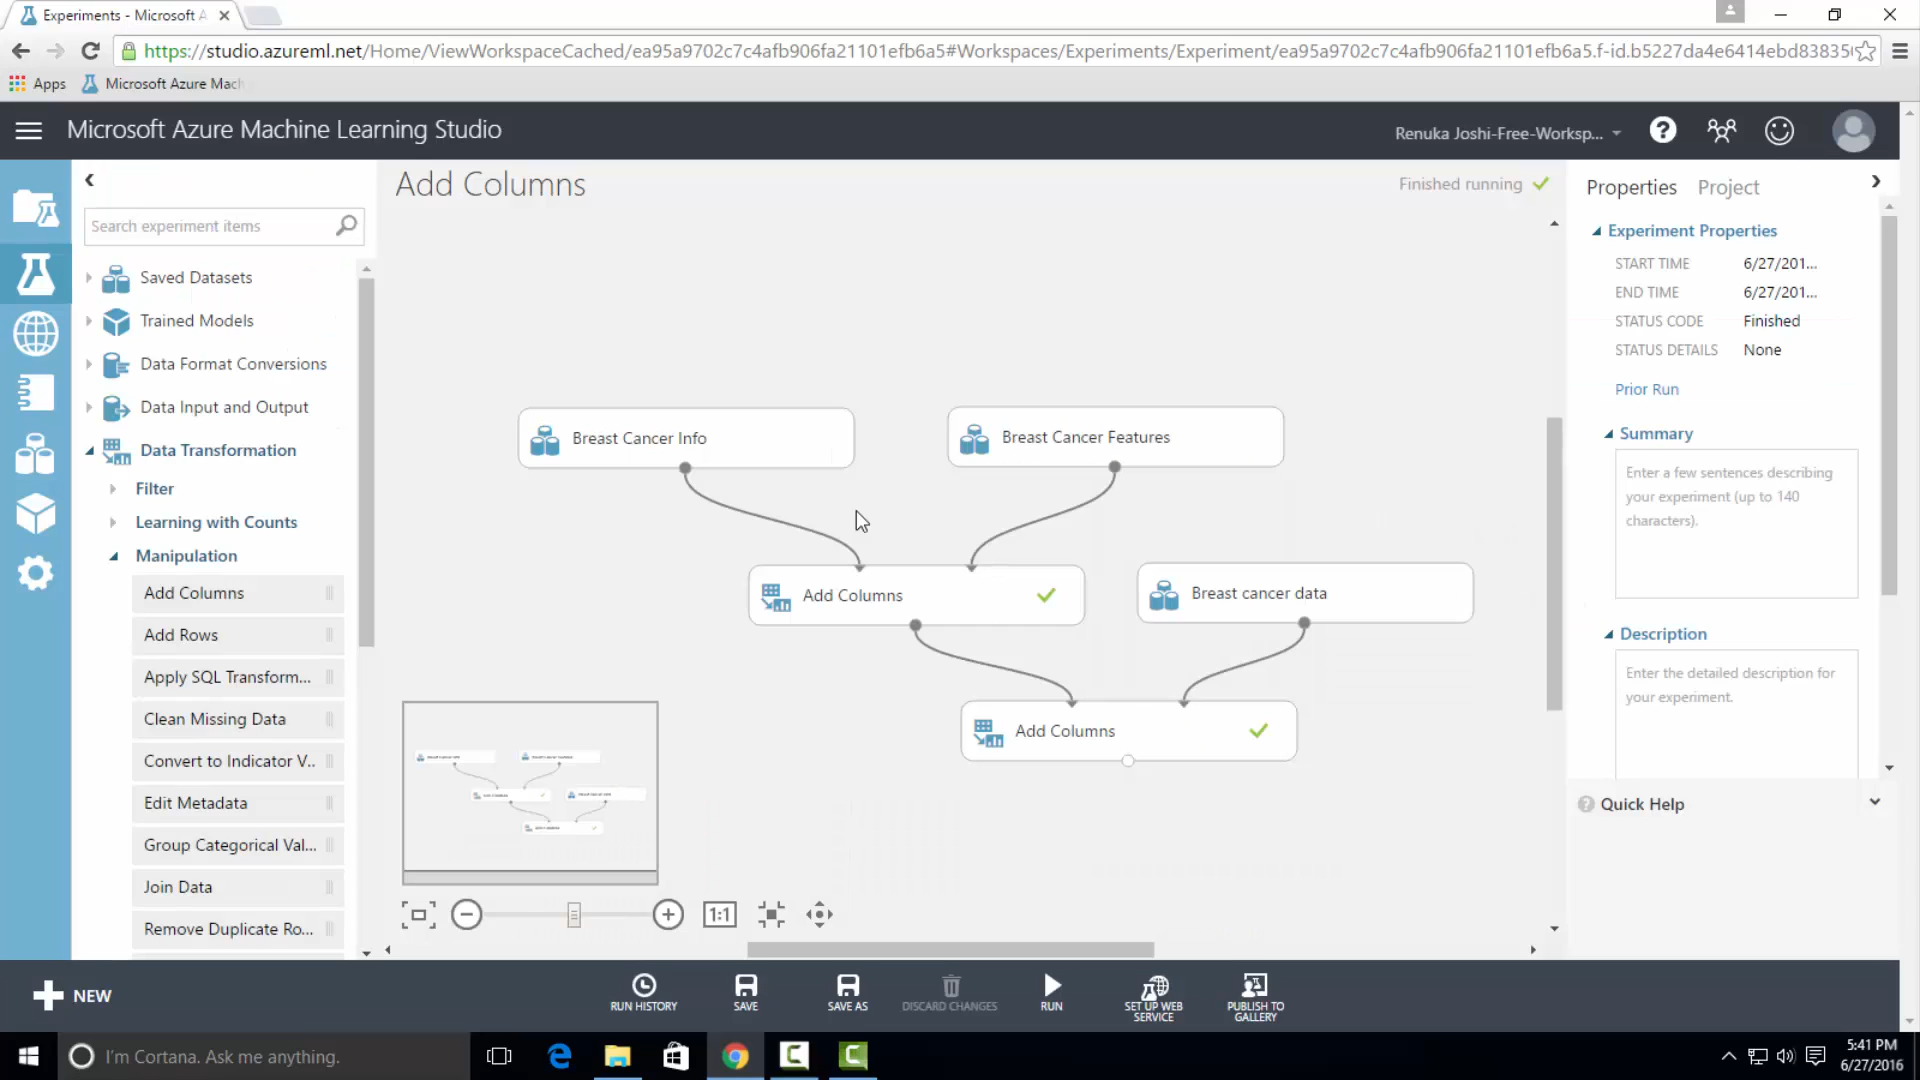 Experiments - Microsoft A
https://studio.azureml.net/Home/ViewWorkspaceCached/ea95a9702c7c4afb906fa21101efb6a5#Workspaces/Experiments/Experiment/ea95a9702c7c4afb906fa21101efb6a5.f-id.b5227da4e6414ebd83835
Apps
Microsoft Azure Mach
Microsoft Azure Machine Learning Studio
Renuka Joshi-Free-Worksp...
Add Columns
Finished running
Search experiment items
Saved Datasets
Trained Models
Data Format Conversions
Data Input and Output
Data Transformation
Filter
Learning with Counts
Manipulation
Add Columns
Add Rows
Apply SQL Transform...
Clean Missing Data
Convert to Indicator V..
Edit Metadata
Group Categorical Val...
Join Data
Remove Duplicate Ro...
Breast Cancer Info
Breast Cancer Features
Add Columns
Breast cancer data
Add Columns
1:1
Properties
Project
Experiment Properties
START TIME 6/27/201...
END TIME 6/27/201...
STATUS CODE Finished
STATUS DETAILS None
Prior Run
Summary
Enter a few sentences describing
your experiment (up to 140
characters).
Description
Enter the detailed description for
your experiment.
Quick Help
NEW
RUN HISTORY
SAVE
SAVE AS
DISCARD CHANGES
RUN
SET UP WEB
SERVICE
PUBLISH TO
GALLERY
I'm Cortana. Ask me anything.
5:41 PM
6/27/2016